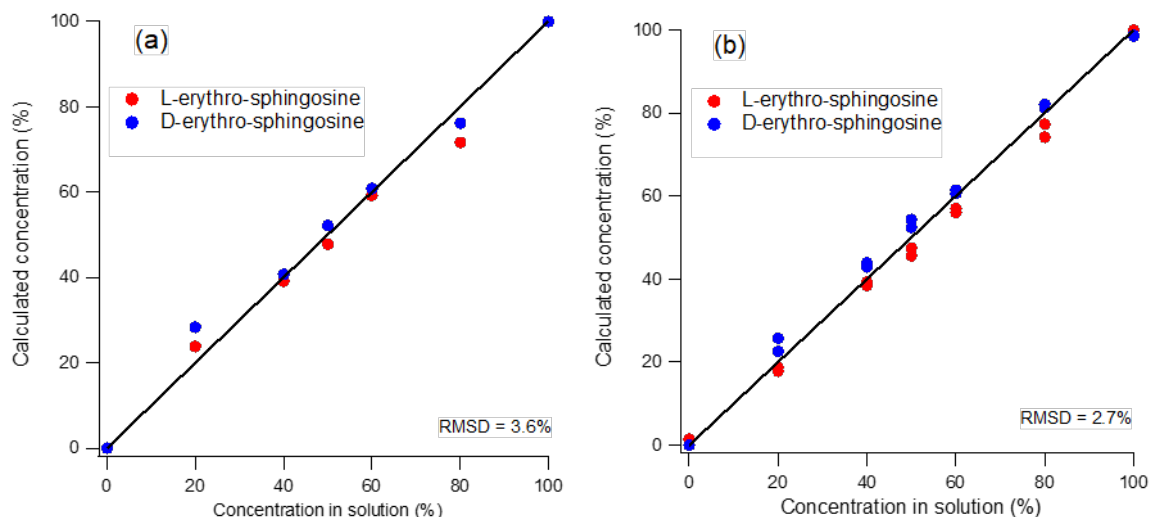 (a)
L-erythro-sphingosine
D-erythro-sphingosine
RMSD = 3.6%
Calculated concentration (%)
100
80
60
40
20
0
0 20 40 60 80 100
Concentration in solution (%)
(b)
L-erythro-sphingosine
D-erythro-sphingosine
RMSD = 2.7%
Calculated concentration (%)
100
80
60
40
20
0
0 20 40 60 80 100
Concentration in solution (%)